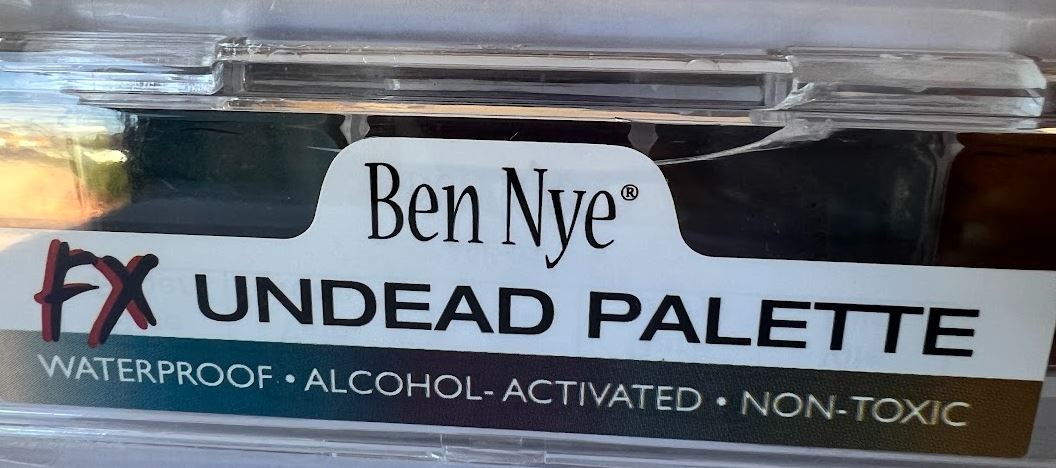 Ben Nye®
FX UNDEAD PALETTE
WATERPROOF • ALCOHOL-ACTIVATED • NON-TOXIC